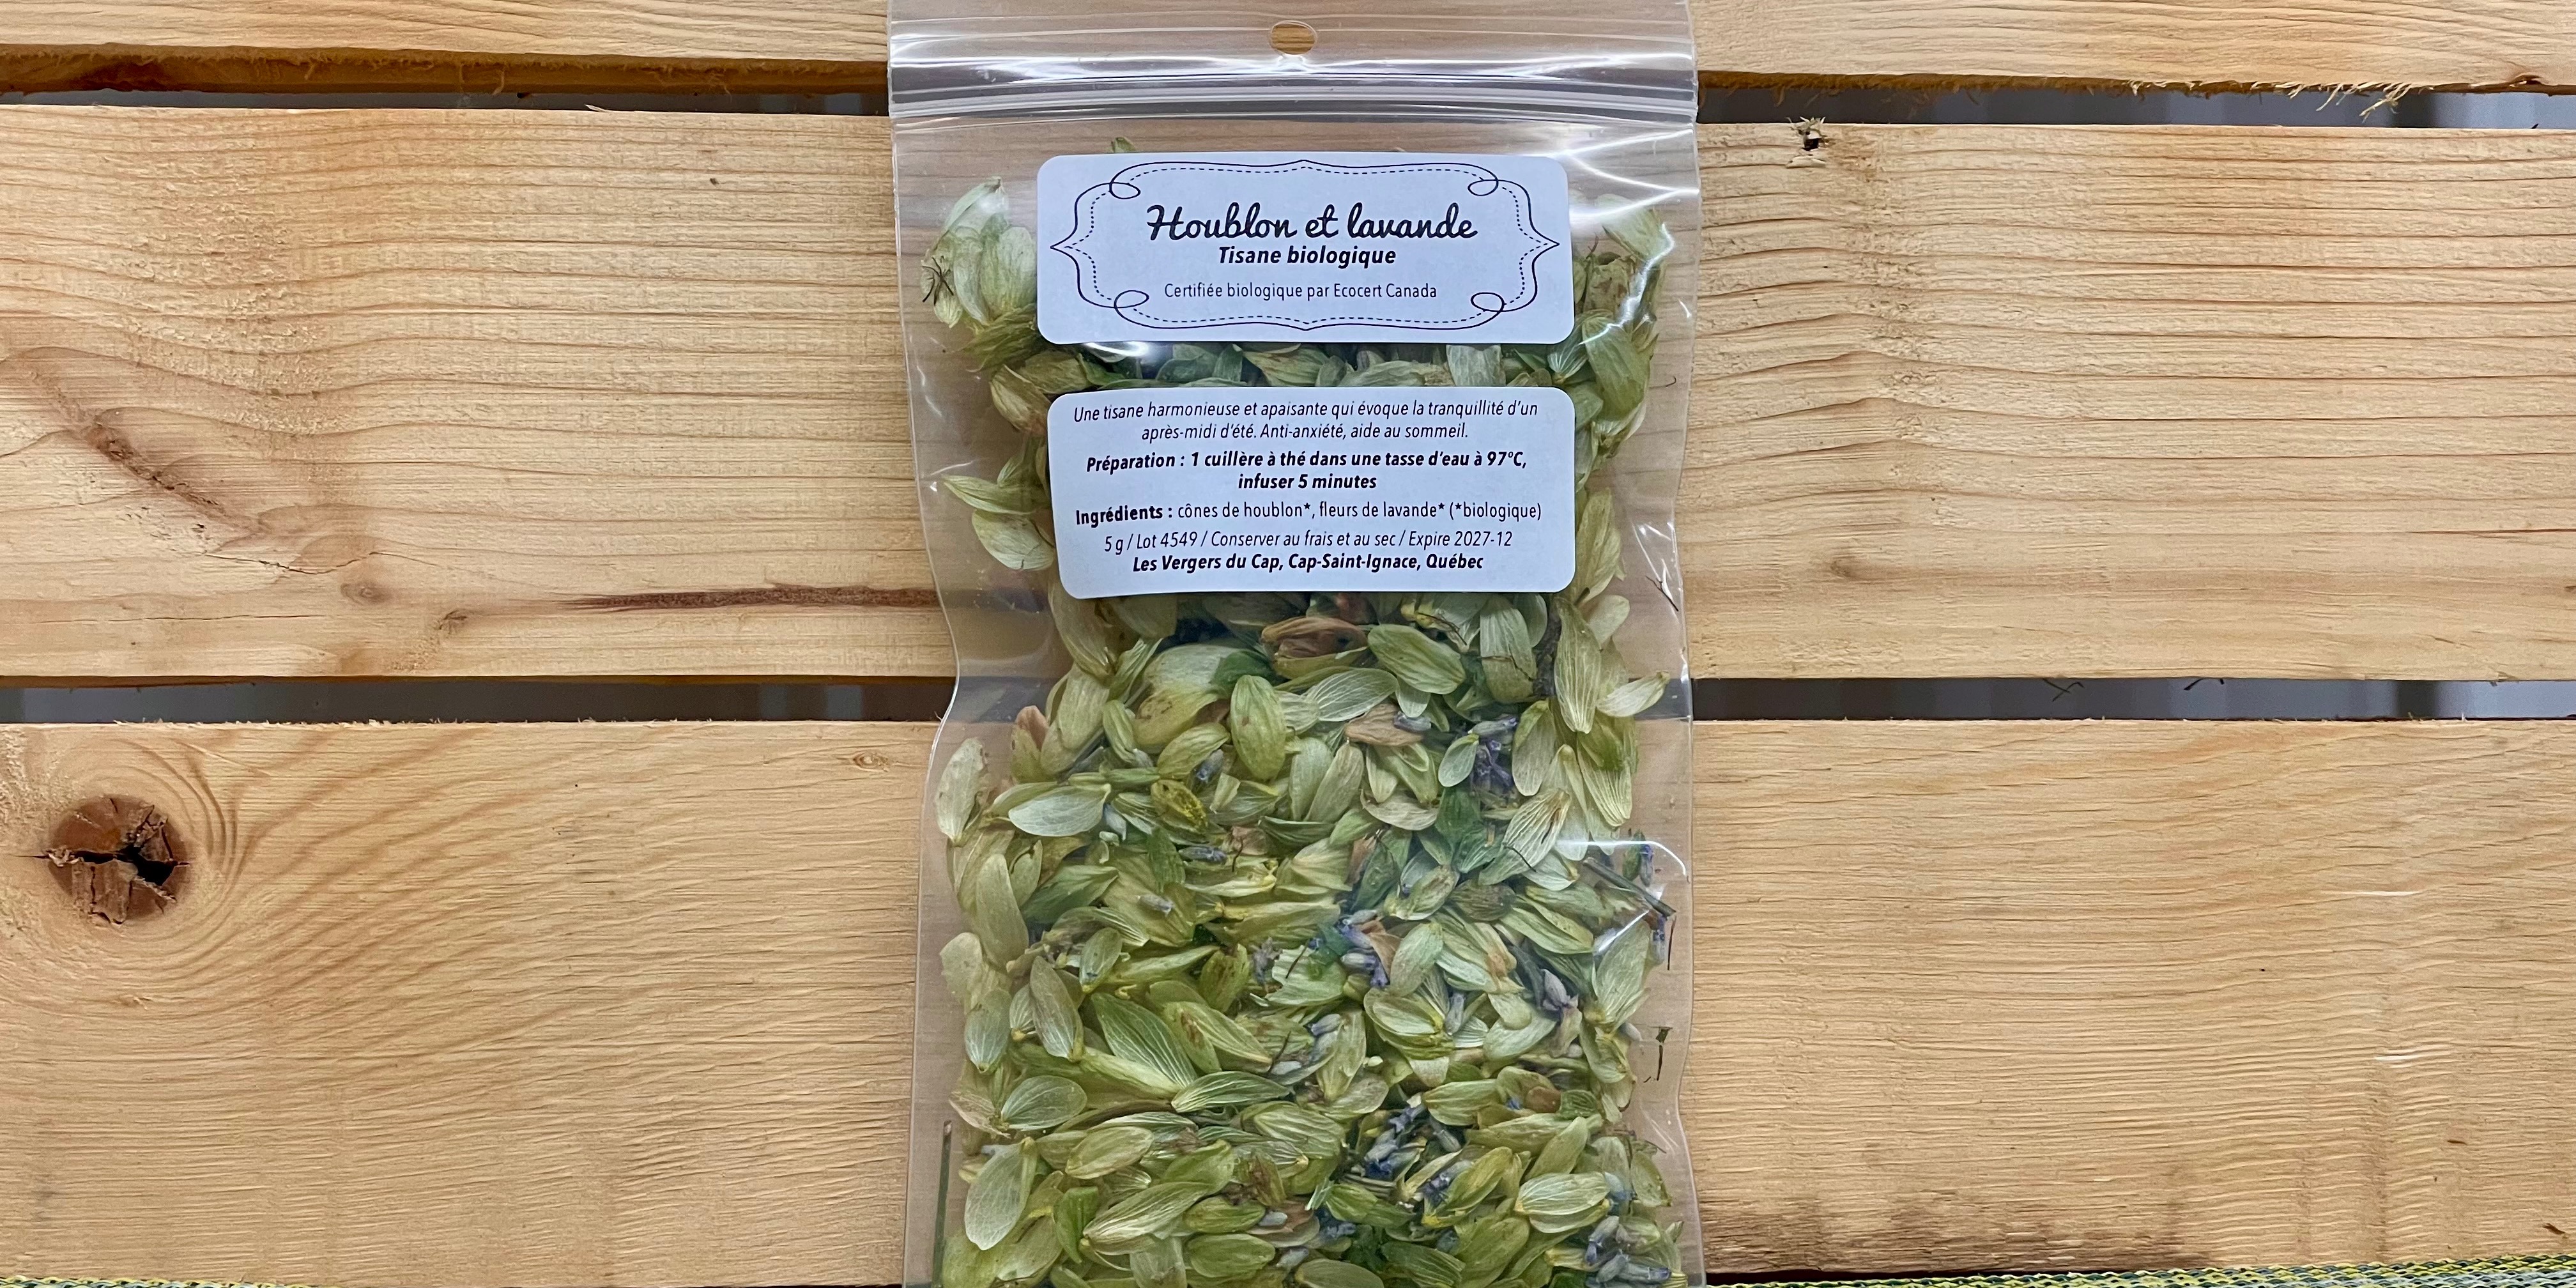 Houblon et lavande
Tisane biologique
Certifiée biologique par Ecocert Canada
Une tisane harmonieuse et apaisante qui évoque la tranquillité d'un
après-midi d'été. Anti-anxiété, aide au sommeil.
Préparation : 1 cuillère à thé dans une tasse d'eau à 97°C,
infuser 5 minutes
Ingrédients : cônes de houblon*, fleurs de lavande* (*biologique)
5 g / Lot 4549 / Conserver au frais et au sec / Expire 2027-12
Les Vergers du Cap, Cap-Saint-Ignace, Québec